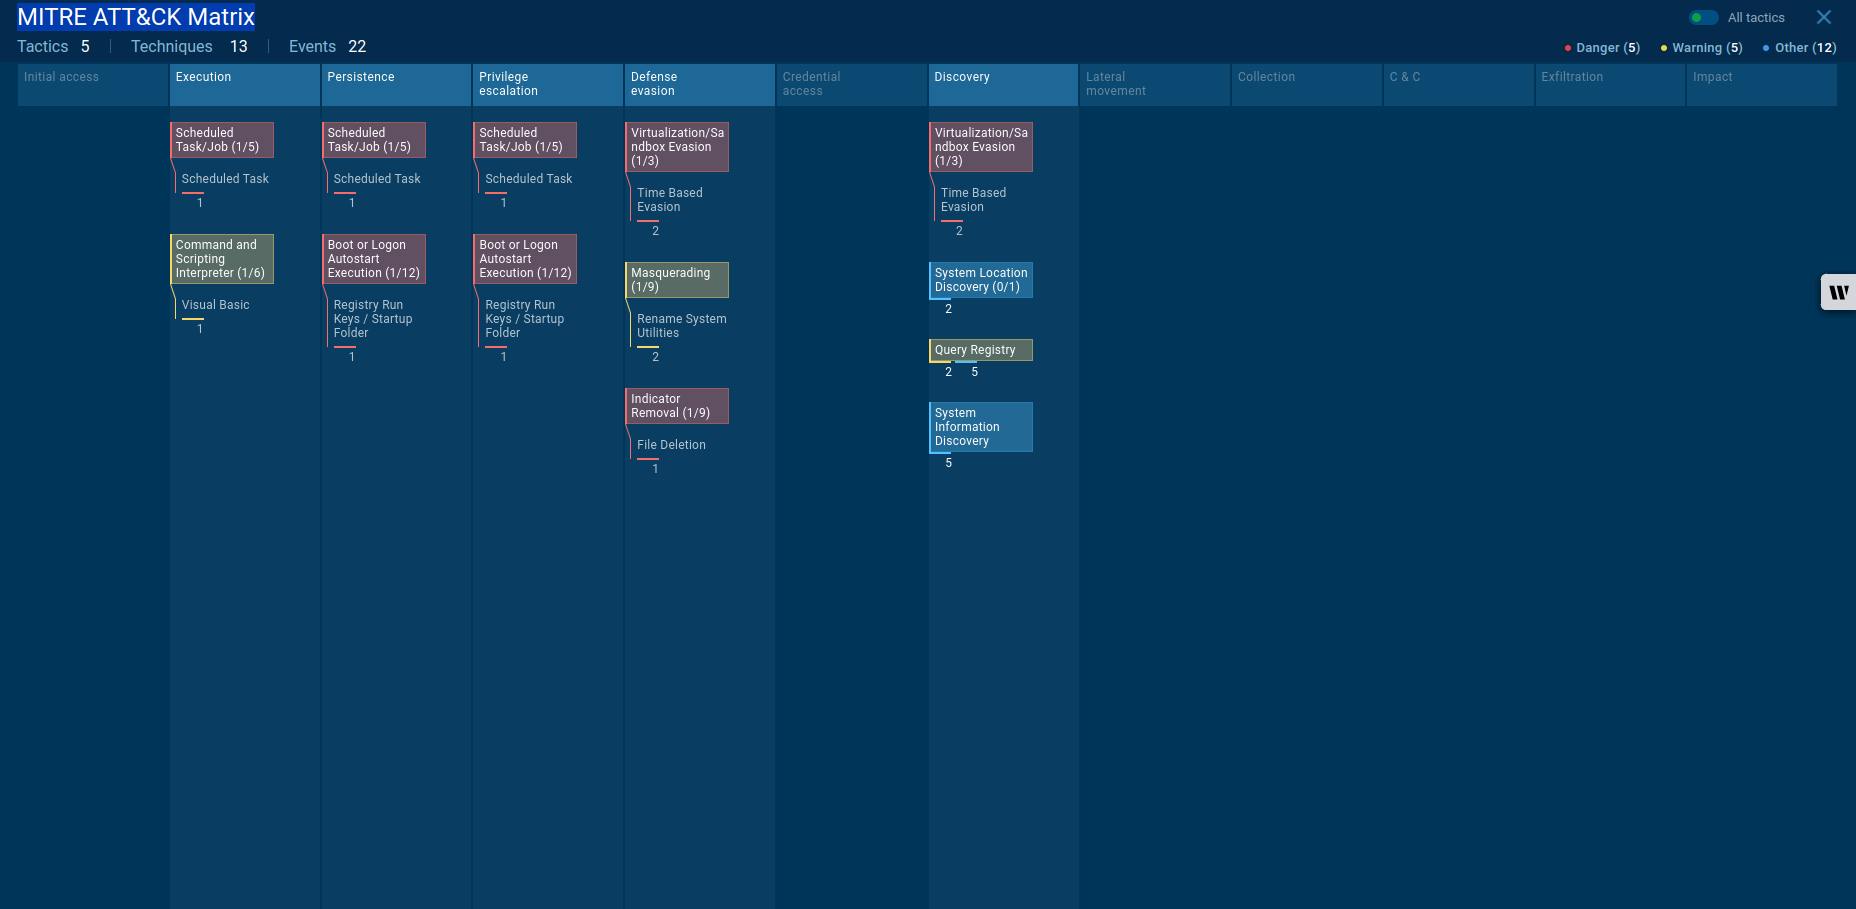 MITRE ATT&CK Matrix
All tactics
Tactics 5 | Techniques 13 | Events 22
Danger (5) Warning (5) Other (12)
Initial access
Execution
Persistence
Privilege
escalation
Defense
evasion
Credential
access
Discovery
Lateral
movement
Collection
C & C
Exfiltration
Impact
Scheduled
Task/Job (1/5)
Scheduled Task
1
Command and
Scripting
Interpreter (1/6)
Visual Basic
1
Scheduled
Task/Job (1/5)
Scheduled Task
1
Boot or Logon
Autostart
Execution (1/12)
Registry Run
Keys / Startup
Folder
1
Scheduled
Task/Job (1/5)
Scheduled Task
1
Boot or Logon
Autostart
Execution (1/12)
Registry Run
Keys / Startup
Folder
1
Virtualization/Sa
ndbox Evasion
(1/3)
Time Based
Evasion
2
Masquerading
(1/9)
Rename System
Utilities
2
Indicator
Removal (1/9)
File Deletion
1
Virtualization/Sa
ndbox Evasion
(1/3)
Time Based
Evasion
2
System Location
Discovery (0/1)
2
Query Registry
2 5
System
Information
Discovery
5
W